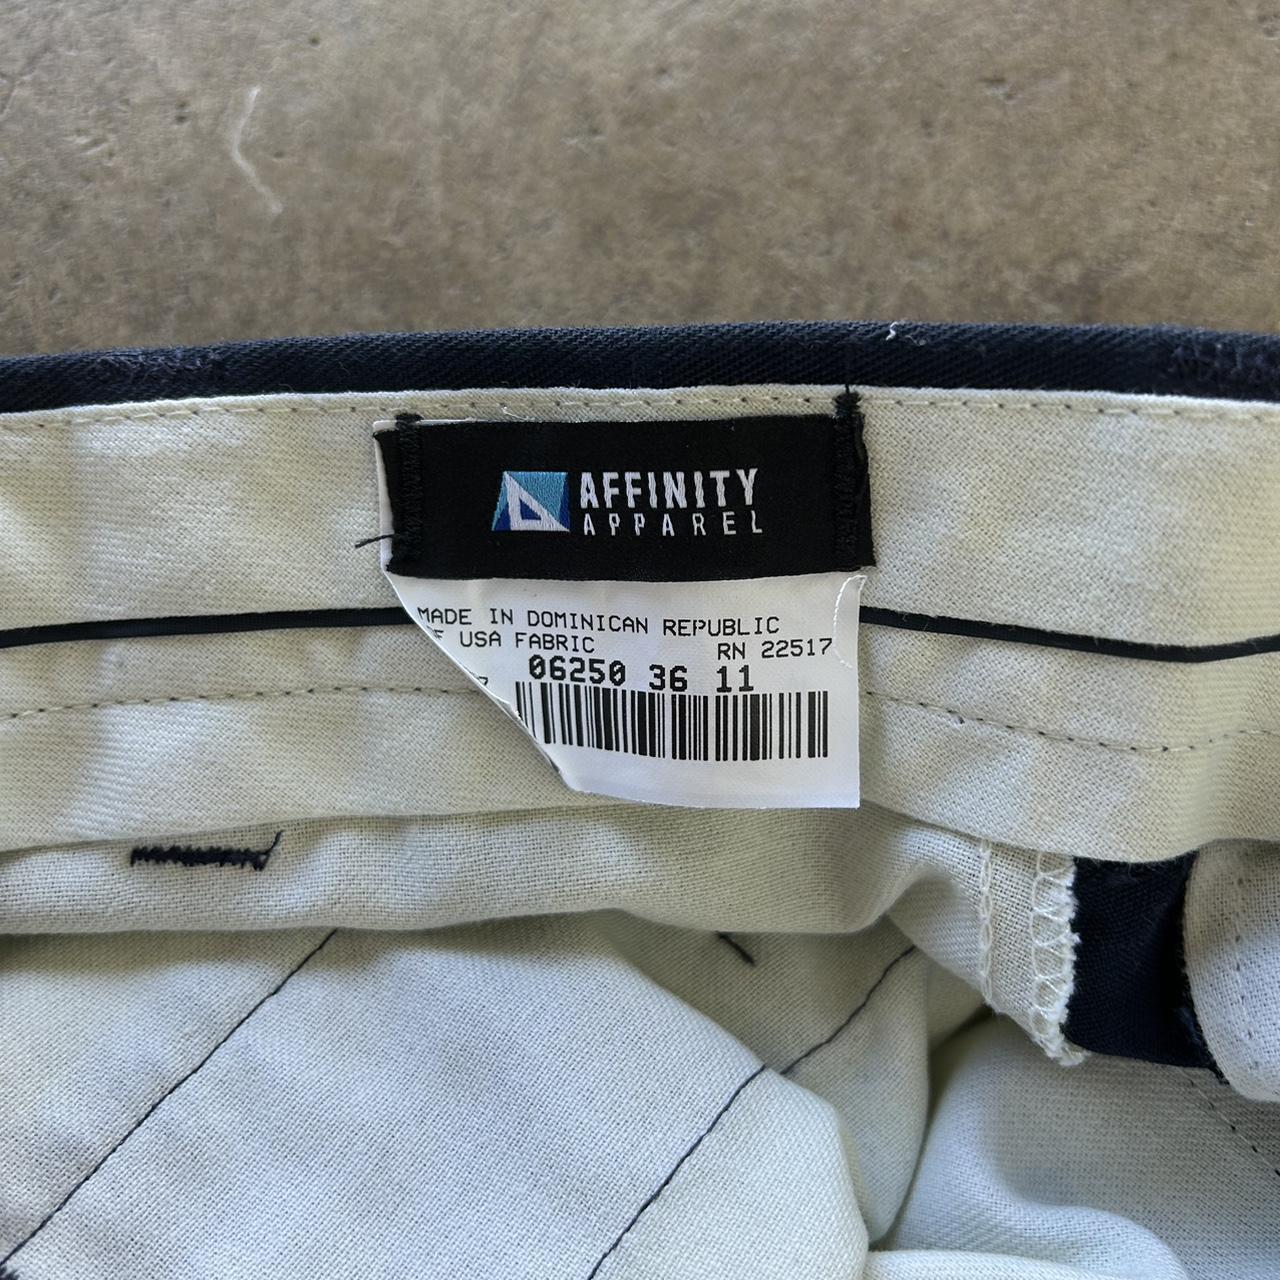 AFFINITY
APPAREL
MADE IN DOMINICAN REPUBLIC
USA FABRIC RN 22517
06250 36 11